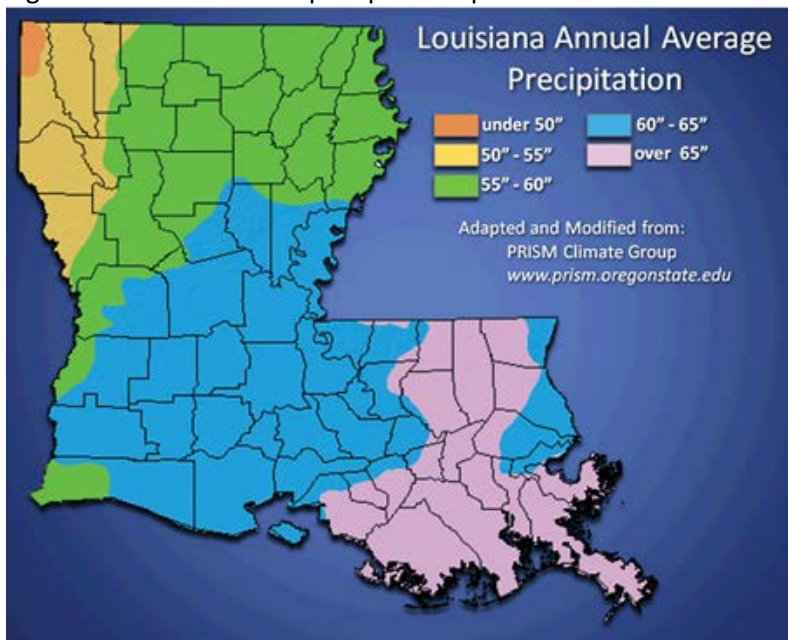 Louisiana Annual Average
Precipitation
under 50"
50" - 55"
55" - 60"
60" - 65"
over 65"
Adapted and Modified from:
PRISM Climate Group
www.prism.oregonstate.edu